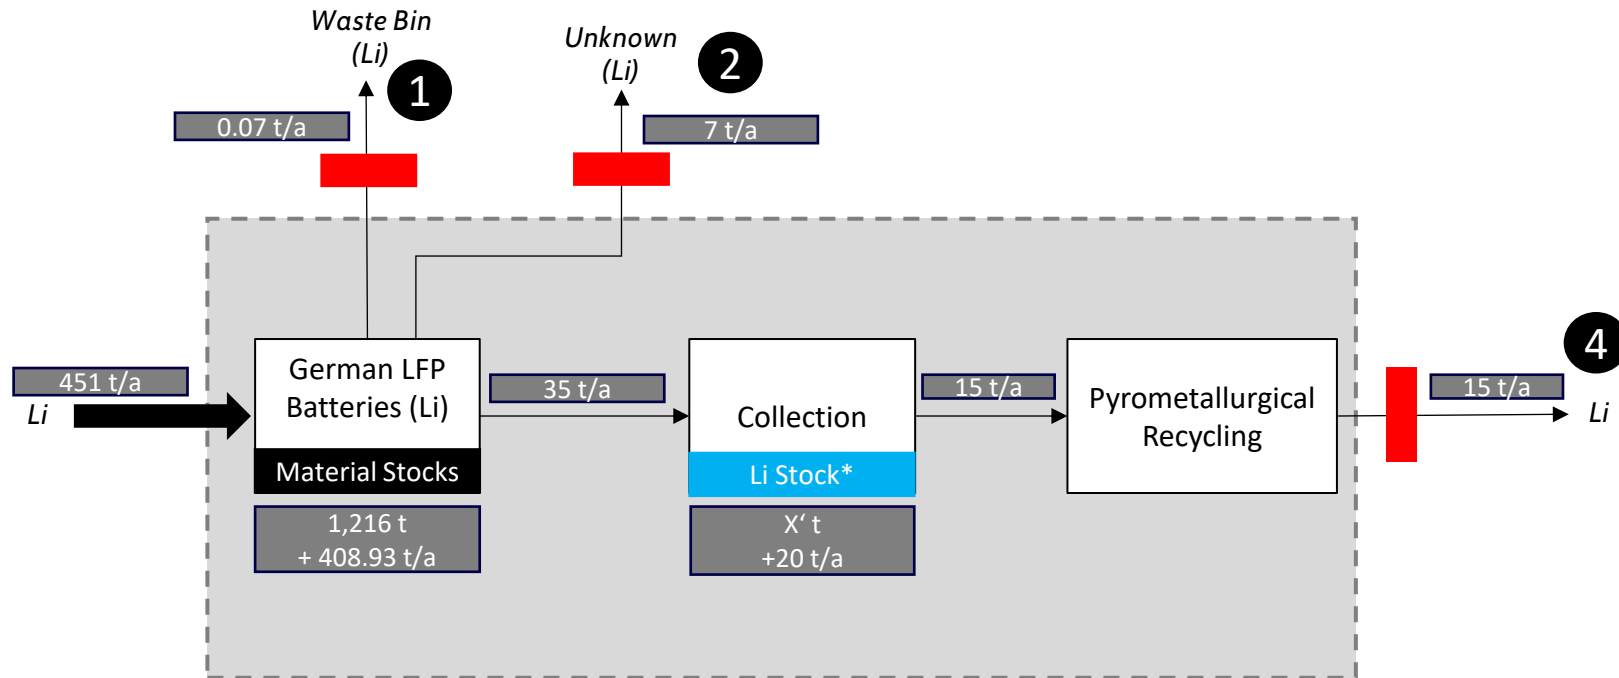 Waste Bin
(Li)
1
Unknown
(Li)
2
0.07 t/a
7 t/a
451 t/a
Li
German LFP
Batteries (Li)
Material Stocks
1,216 t
+ 408.93 t/a
35 t/a
Collection
Li Stock*
X‘ t
+20 t/a
15 t/a
Pyrometallurgical
Recycling
4
15 t/a
Li